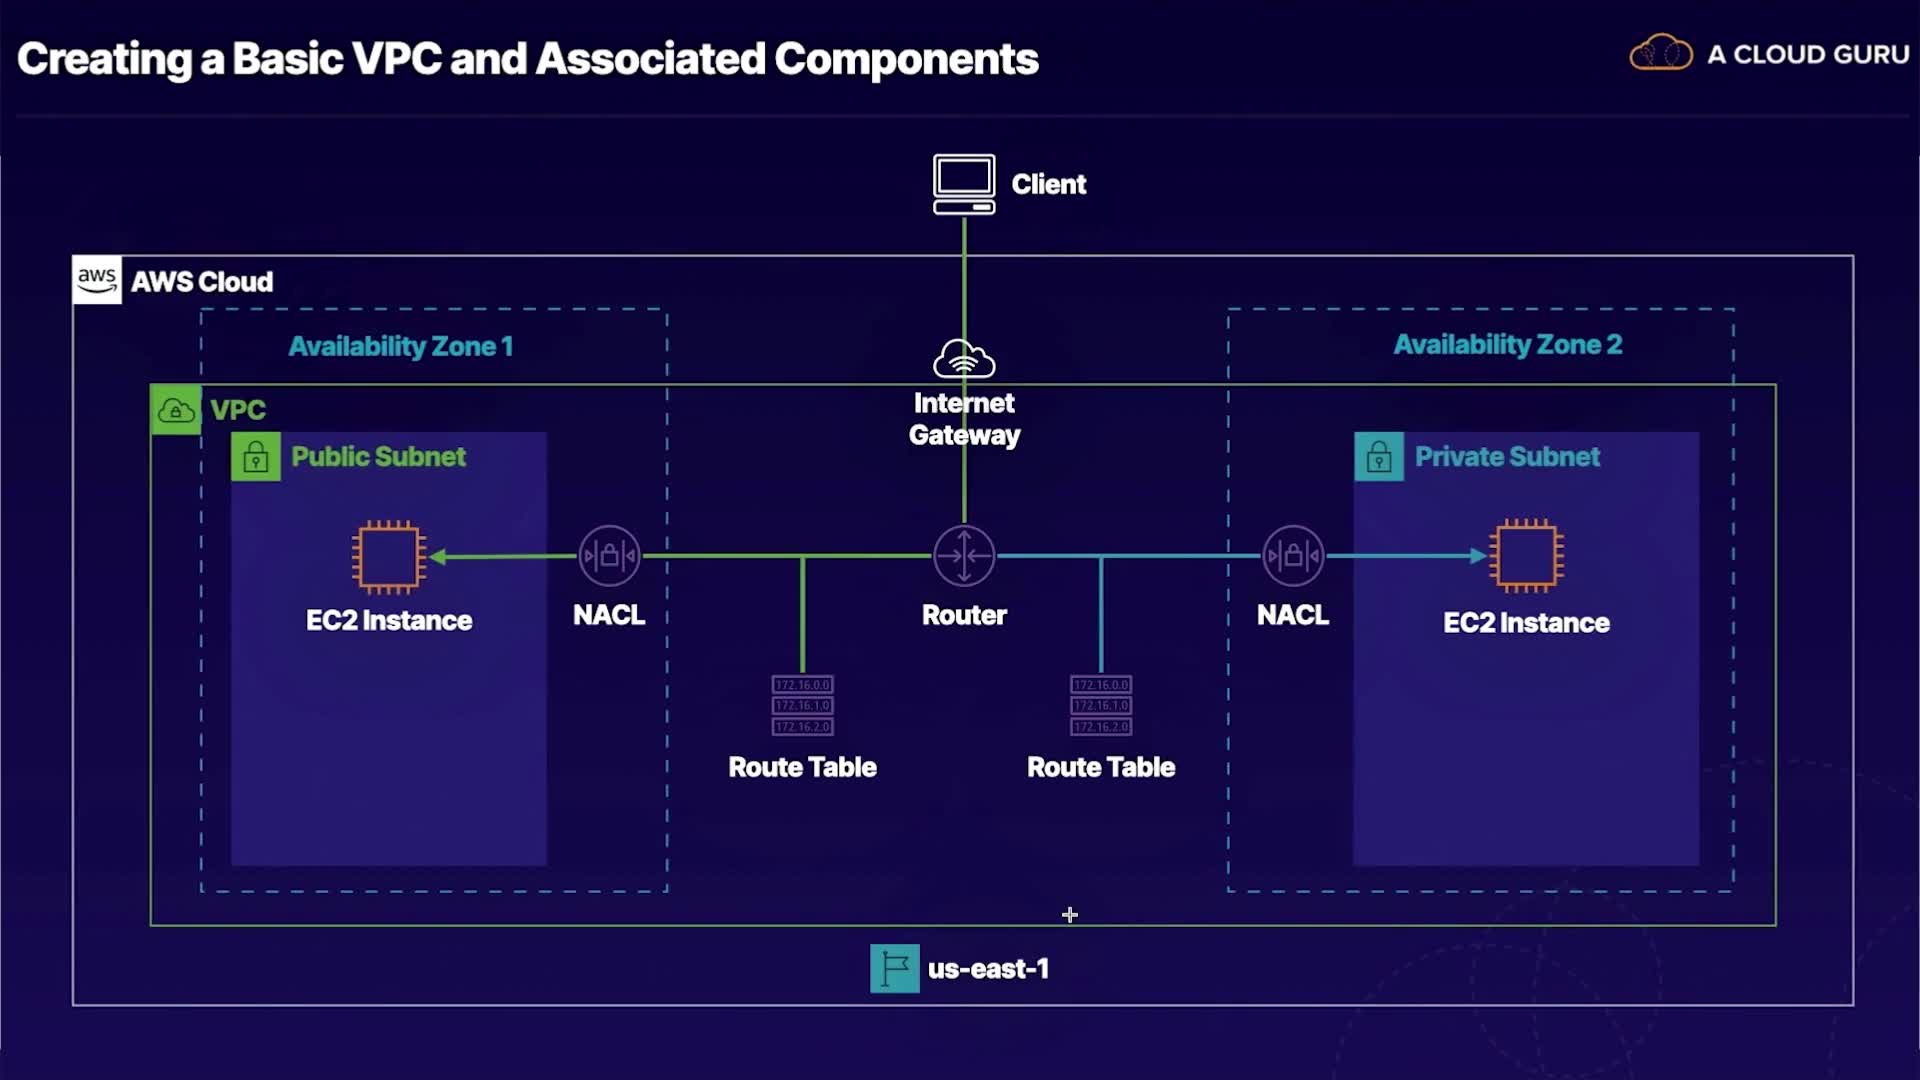 Creating a Basic VPC and Associated Components
A CLOUD GURU
Client
aws
AWS Cloud
Availability Zone 1
Availability Zone 2
VPC
Internet
Gateway
Public Subnet
Private Subnet
EC2 Instance
NACL
Router
NACL
EC2 Instance
172.16.0.0
172.16.1.0
172.16.2.0
172.16.0.0
172.16.1.0
172.16.2.0
Route Table
Route Table
us-east-1